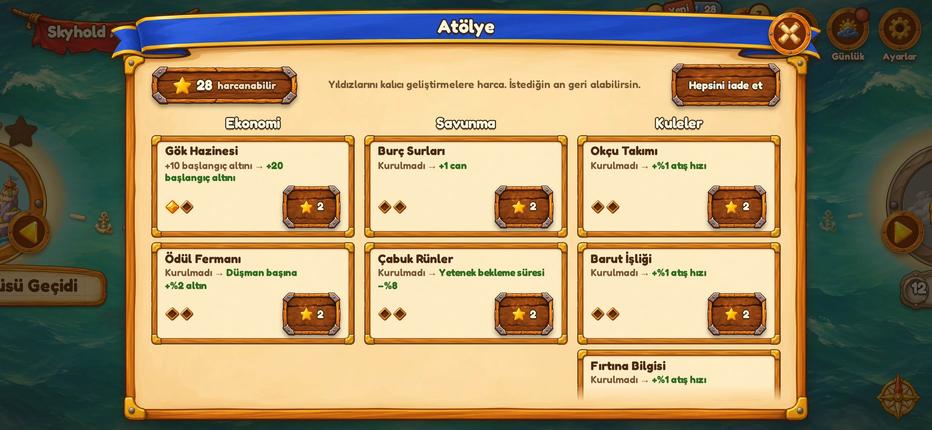 Atölye
Skyhold
Yeni 28
Günlük
Ayarlar
28 harcanabilir
Yıldızlarını kalıcı geliştirmelere harca. İstediğin an geri alabilirsin.
Hepsini iade et
Ekonomi
Savunma
Kuleler
Gök Hazinesi
+10 başlangıç altını → +20
başlangıç altını
2
Burç Surları
Kurulmadı → +1 can
2
Okçu Takımı
Kurulmadı → +%1 atış hızı
2
Ödül Fermanı
Kurulmadı → Düşman başına
+%2 altın
2
Çabuk Rünler
Kurulmadı → Yetenek bekleme süresi
−%8
2
Barut İşliği
Kurulmadı → +%1 atış hızı
2
Fırtına Bilgisi
Kurulmadı → +%1 atış hızı
üsü Geçidi
12